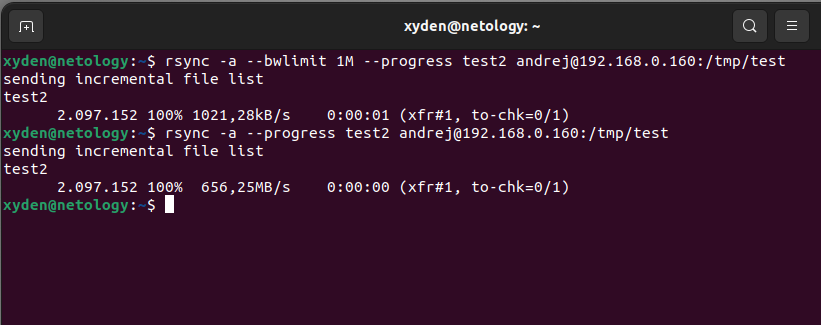 xyden@netology: ~
xyden@netology:~$ rsync -a --bwlimit 1M --progress test2 andrej@192.168.0.160:/tmp/test
sending incremental file list
test2
      2.097.152 100% 1021,28kB/s    0:00:01 (xfr#1, to-chk=0/1)
xyden@netology:~$ rsync -a --progress test2 andrej@192.168.0.160:/tmp/test
sending incremental file list
test2
      2.097.152 100%  656,25MB/s    0:00:00 (xfr#1, to-chk=0/1)
xyden@netology:~$